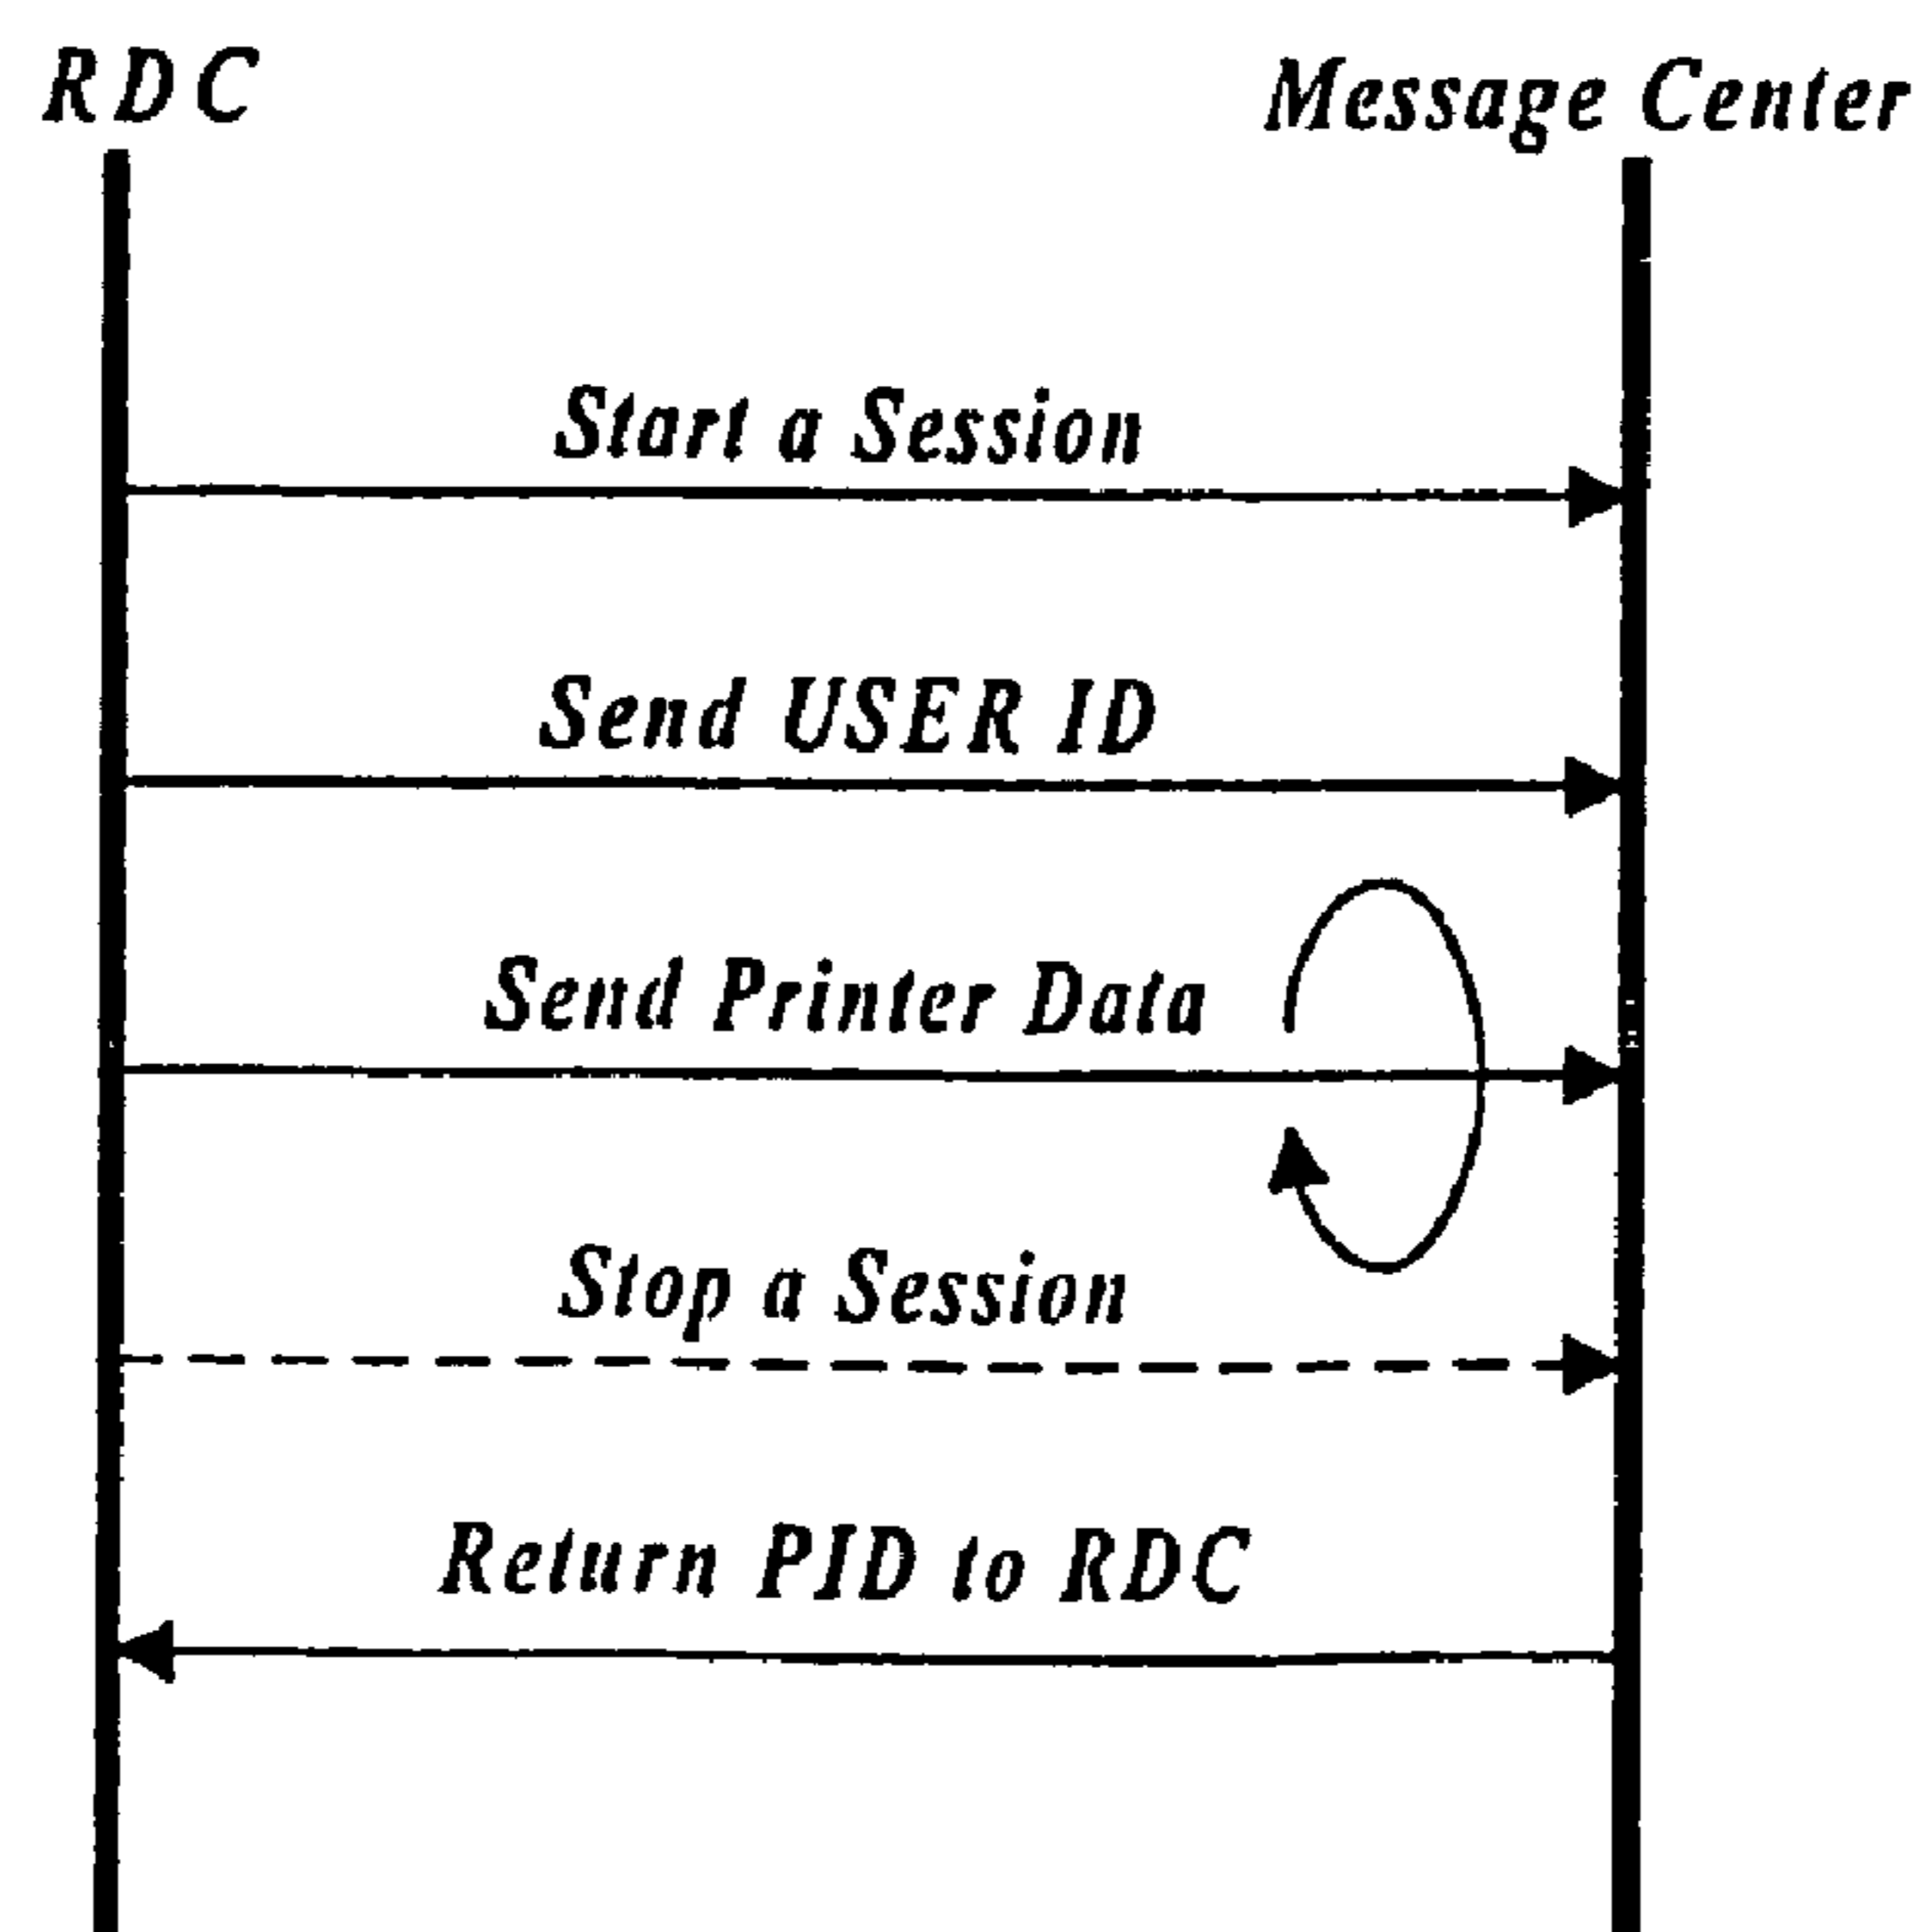 RDC
Message Center
Start a Session
Send USER ID
Send Printer Data
Stop a Session
Return PID to RDC